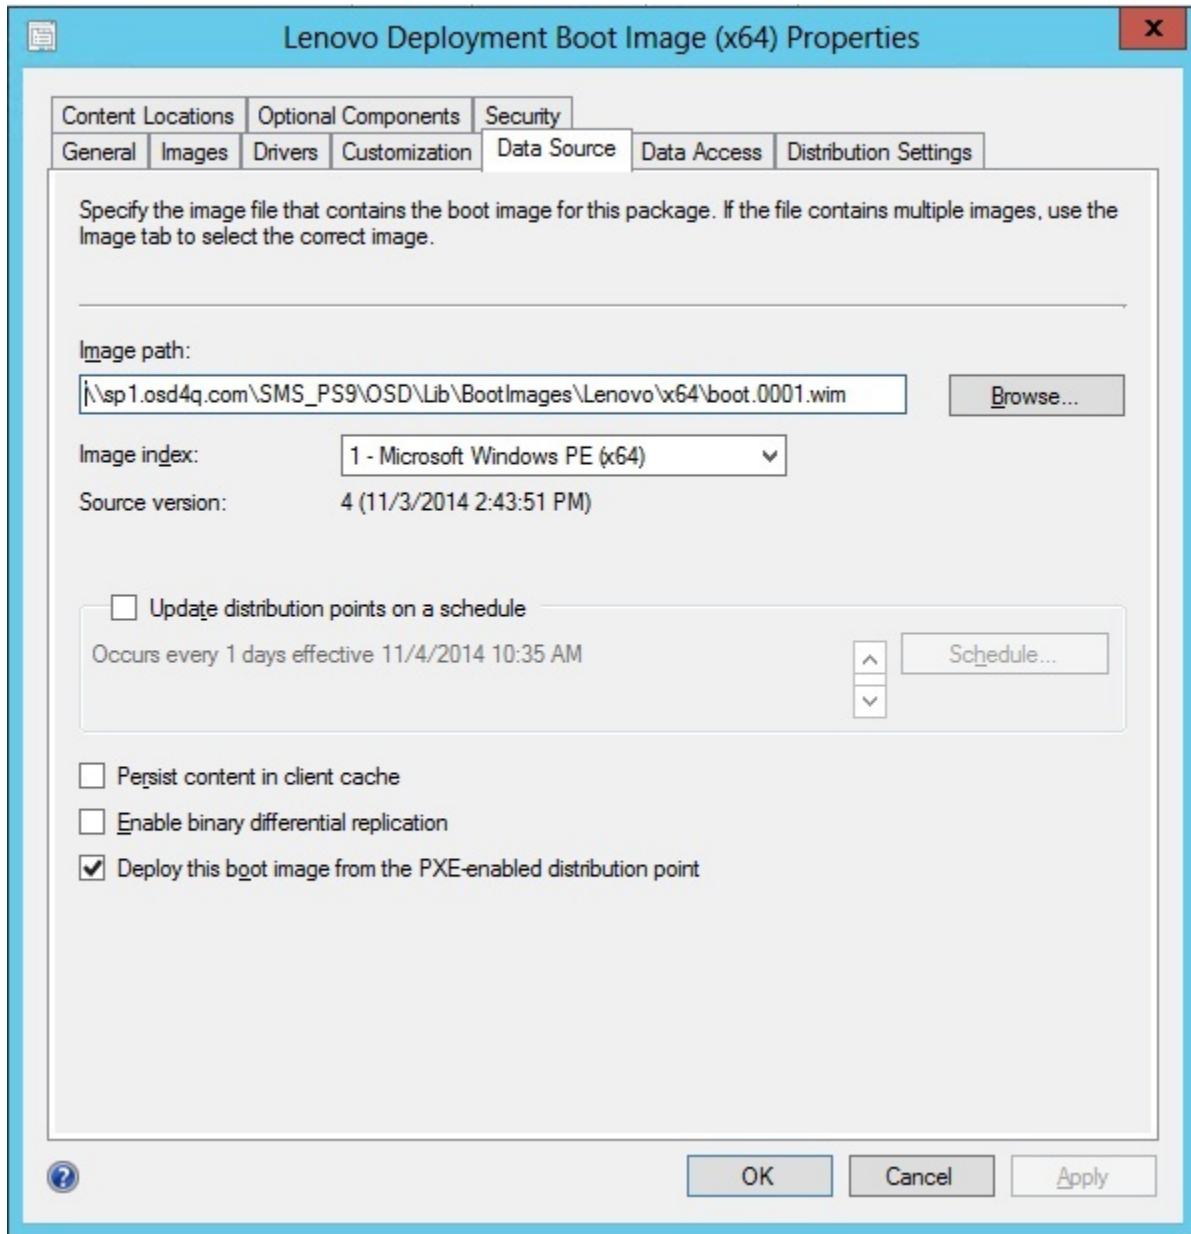 Lenovo Deployment Boot Image (x64) Properties
x
Content Locations Optional Components Security
General Images Drivers Customization Data Source Data Access Distribution Settings
Specify the image file that contains the boot image for this package. If the file contains multiple images, use the
Image tab to select the correct image.
Image path:
\\sp1.osd4q.com\SMS_PS9\OSD\Lib\BootImages\Lenovo\x64\boot.0001.wim
Browse...
Image index:
1 - Microsoft Windows PE (x64)
Source version:
4 (11/3/2014 2:43:51 PM)
Update distribution points on a schedule
Occurs every 1 days effective 11/4/2014 10:35 AM
Schedule...
Persist content in client cache
Enable binary differential replication
Deploy this boot image from the PXE-enabled distribution point
?
OK Cancel Apply